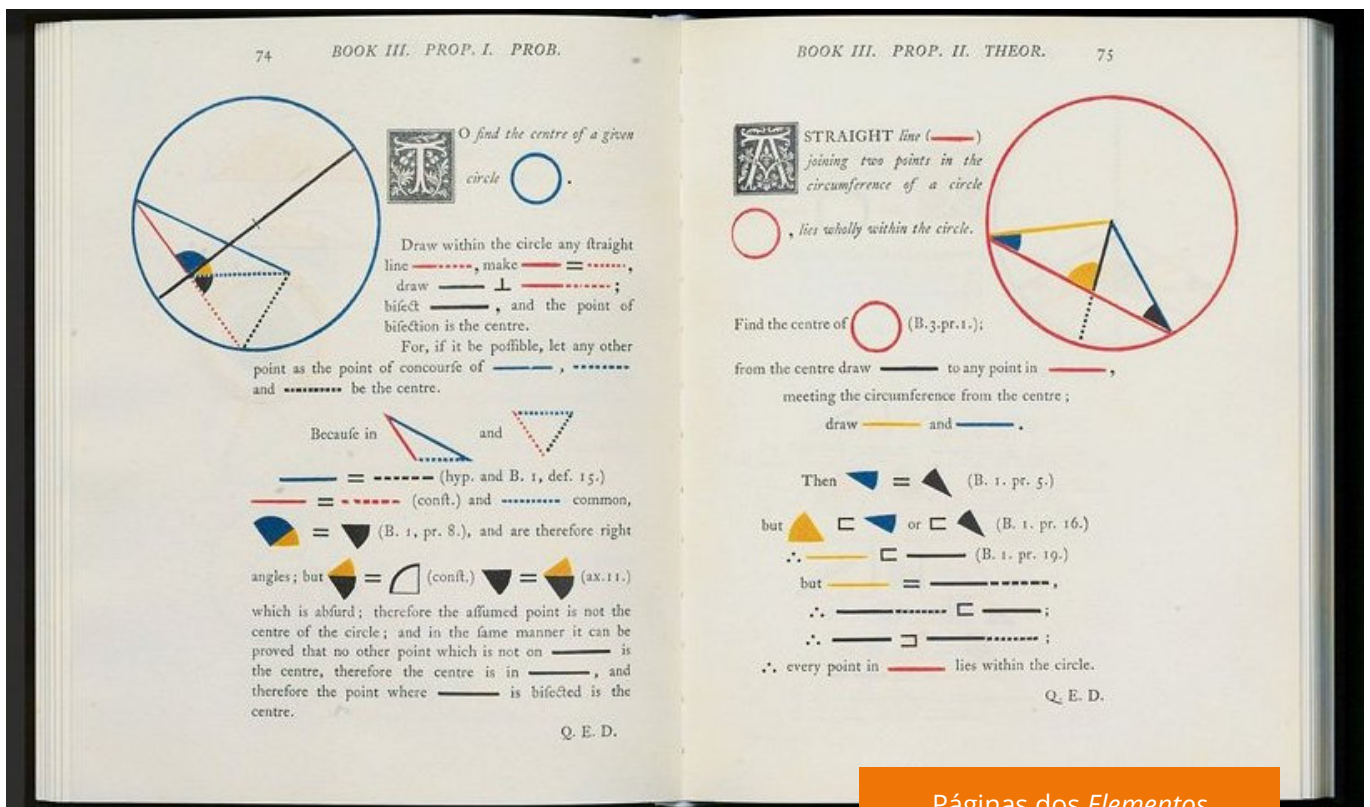 74 BOOK III. PROP. I. PROB.
TO find the centre of a given
circle .
Draw within the circle any ſtraight
line , make = ,
draw ⊥ ;
biſect , and the point of
biſection is the centre.
For, if it be poſſible, let any other
point as the point of concourſe of ,
and be the centre.
Becauſe in and
= (hyp. and B. 1, def. 15.)
= (conſt.) and common,
= (B. 1, pr. 8.), and are therefore right
angles; but = (conſt.) = (ax.11.)
which is abſurd; therefore the aſſumed point is not the
centre of the circle; and in the ſame manner it can be
proved that no other point which is not on is
the centre, therefore the centre is in , and
therefore the point where is biſected is the
centre.
Q. E. D.
BOOK III. PROP. II. THEOR. 75
A STRAIGHT line ( )
joining two points in the
circumference of a circle
, lies wholly within the circle.
Find the centre of (B.3.pr.1.);
from the centre draw to any point in ,
meeting the circumference from the centre ;
draw and .
Then = (B. 1. pr. 5.)
but ⊏ or ⊏ (B. 1. pr. 16.)
∴ ⊏ (B. 1. pr. 19.)
but = ,
∴ ⊏ ;
∴ ⊐ ;
∴ every point in lies within the circle.
Q. E. D.
Páginas dos Elementos